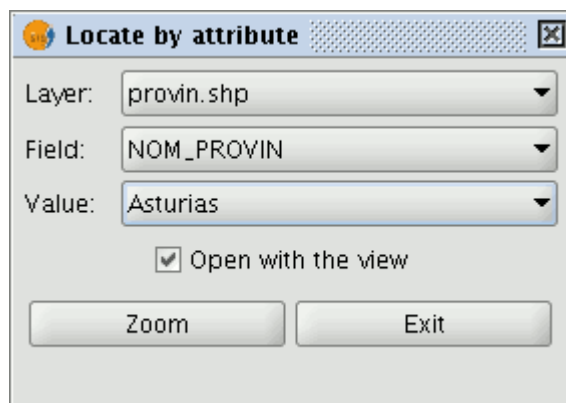 Locate by attribute
Layer: provin.shp
Field: NOM_PROVIN
Value: Asturias
Open with the view
Zoom Exit